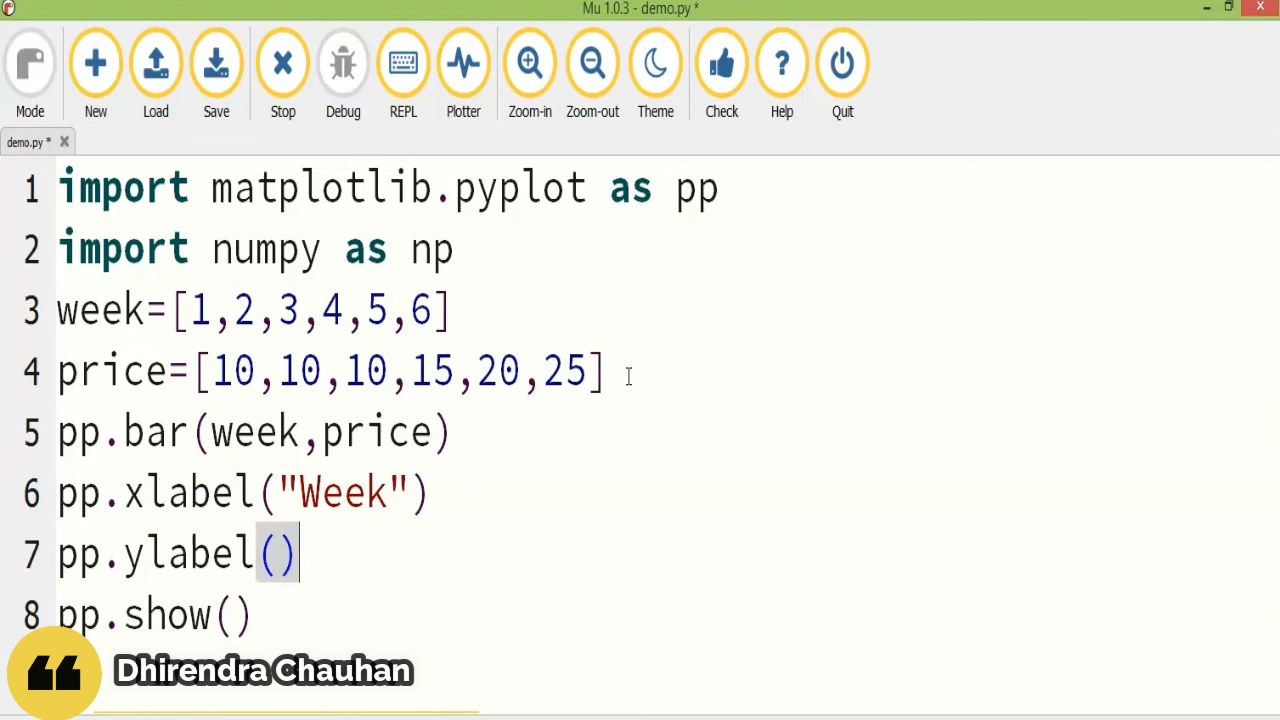 Mu 1.0.3 - demo.py *
Mode New Load Save Stop Debug REPL Plotter Zoom-in Zoom-out Theme Check Help Quit
demo.py *
1 import matplotlib.pyplot as pp
2 import numpy as np
3 week=[1,2,3,4,5,6]
4 price=[10,10,10,15,20,25]
5 pp.bar(week,price)
6 pp.xlabel("Week")
7 pp.ylabel()
8 pp.show()
Dhirendra Chauhan